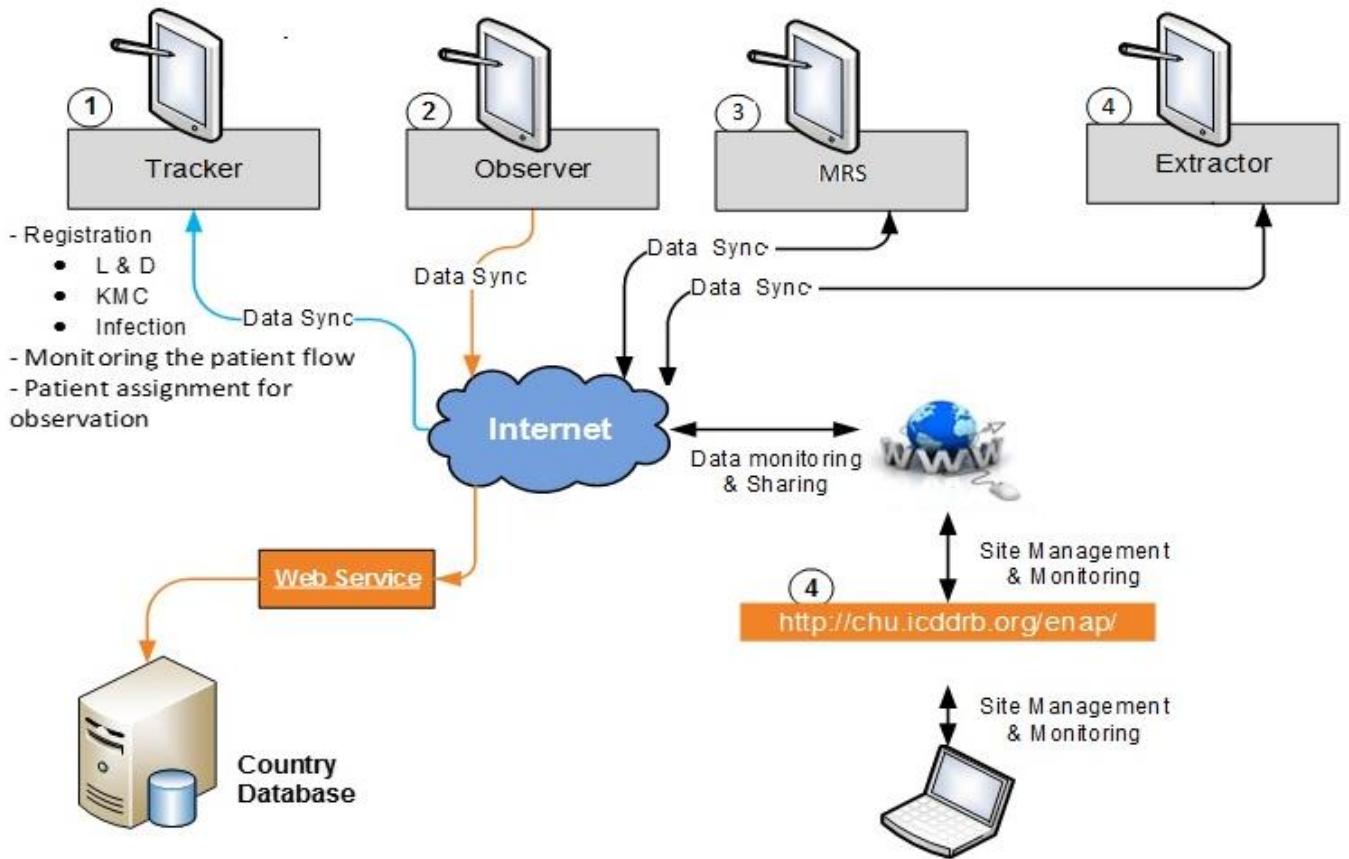 1
Tracker
2
Observer
3
MRS
4
Extractor
- Registration
● L & D
● KMC
● Infection
- Monitoring the patient flow
- Patient assignment for
observation
Data Sync
Data Sync
Data Sync
Data Sync
Internet
Data monitoring
& Sharing
WWW
Site Management
& Monitoring
Web Service
4
http://chu.icddrb.org/enap/
Site Management
& Monitoring
Country
Database